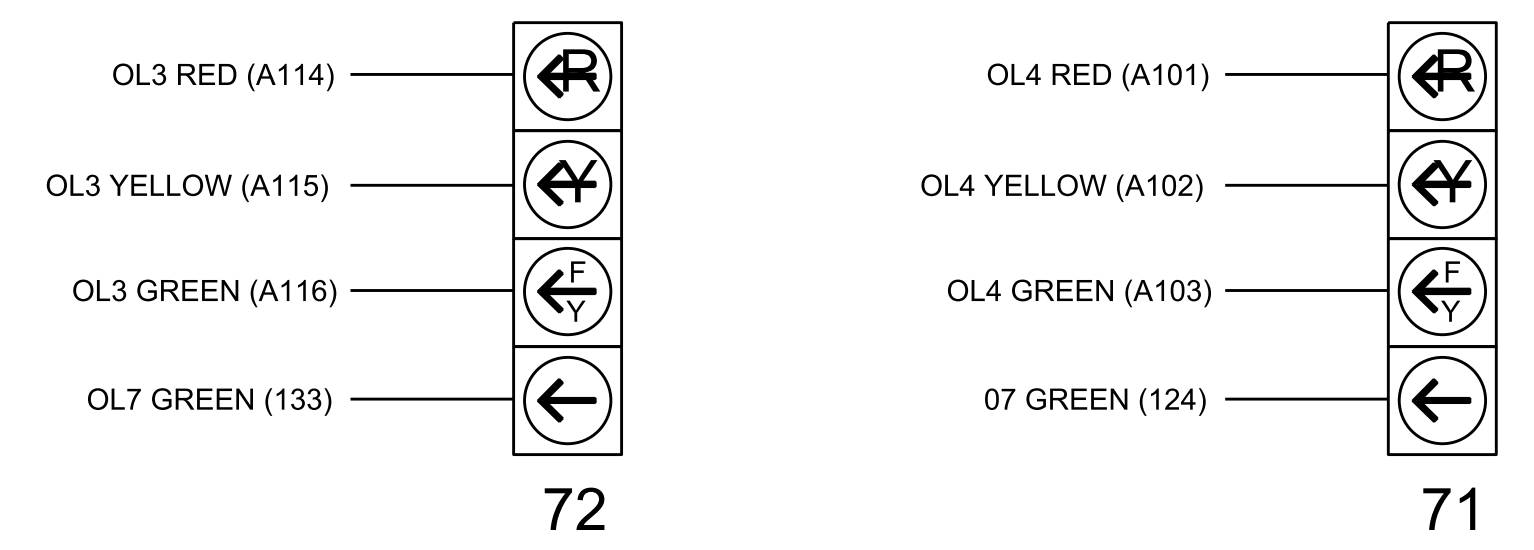 OL3 RED (A114)
R
OL3 YELLOW (A115)
Y
OL3 GREEN (A116)
F
Y
OL7 GREEN (133)
72
OL4 RED (A101)
R
OL4 YELLOW (A102)
Y
OL4 GREEN (A103)
F
Y
07 GREEN (124)
71